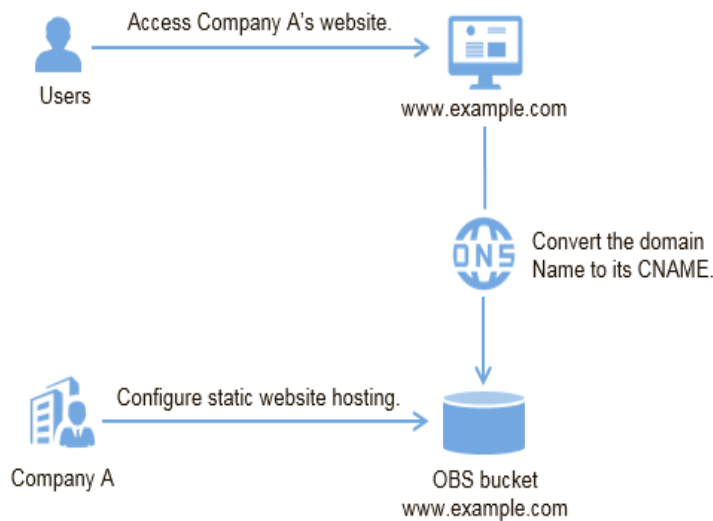 Access Company A's website.
Users
www.example.com
DNS
Convert the domain
Name to its CNAME.
Configure static website hosting.
Company A
OBS bucket
www.example.com